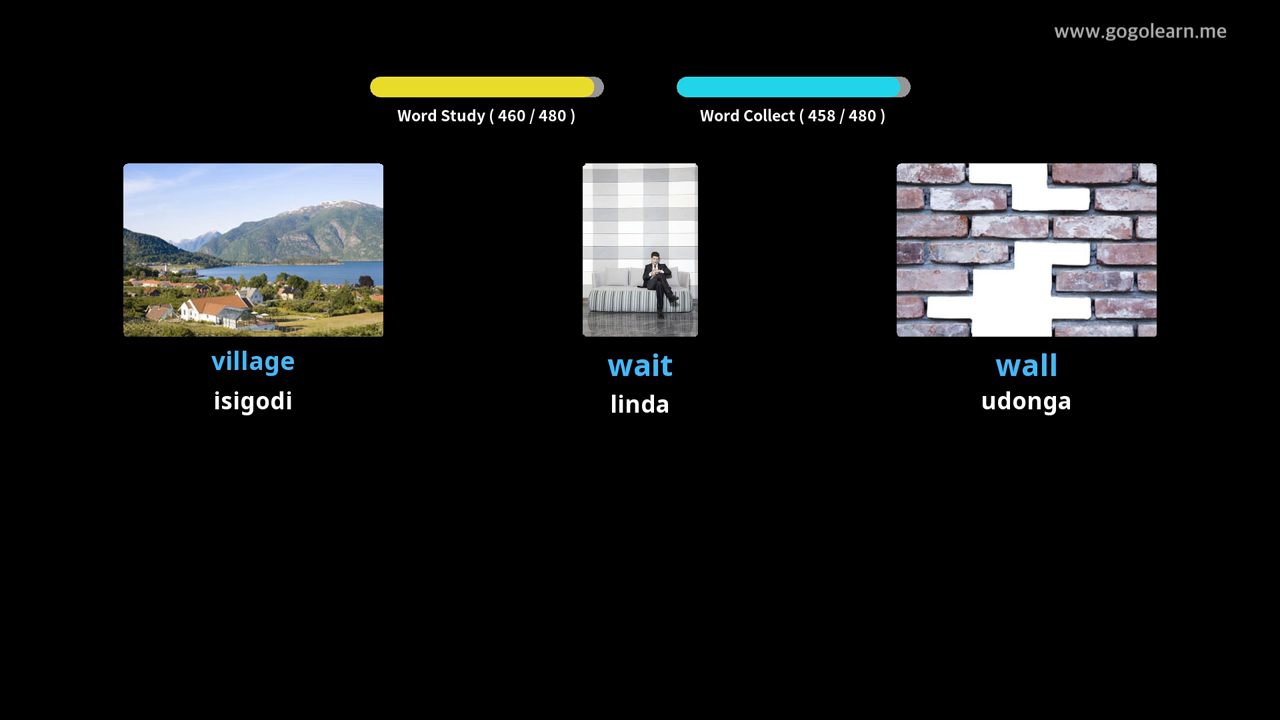 www.gogolearn.me
Word Study ( 460 / 480 )
Word Collect ( 458 / 480 )
village
isigodi
wait
linda
wall
udonga